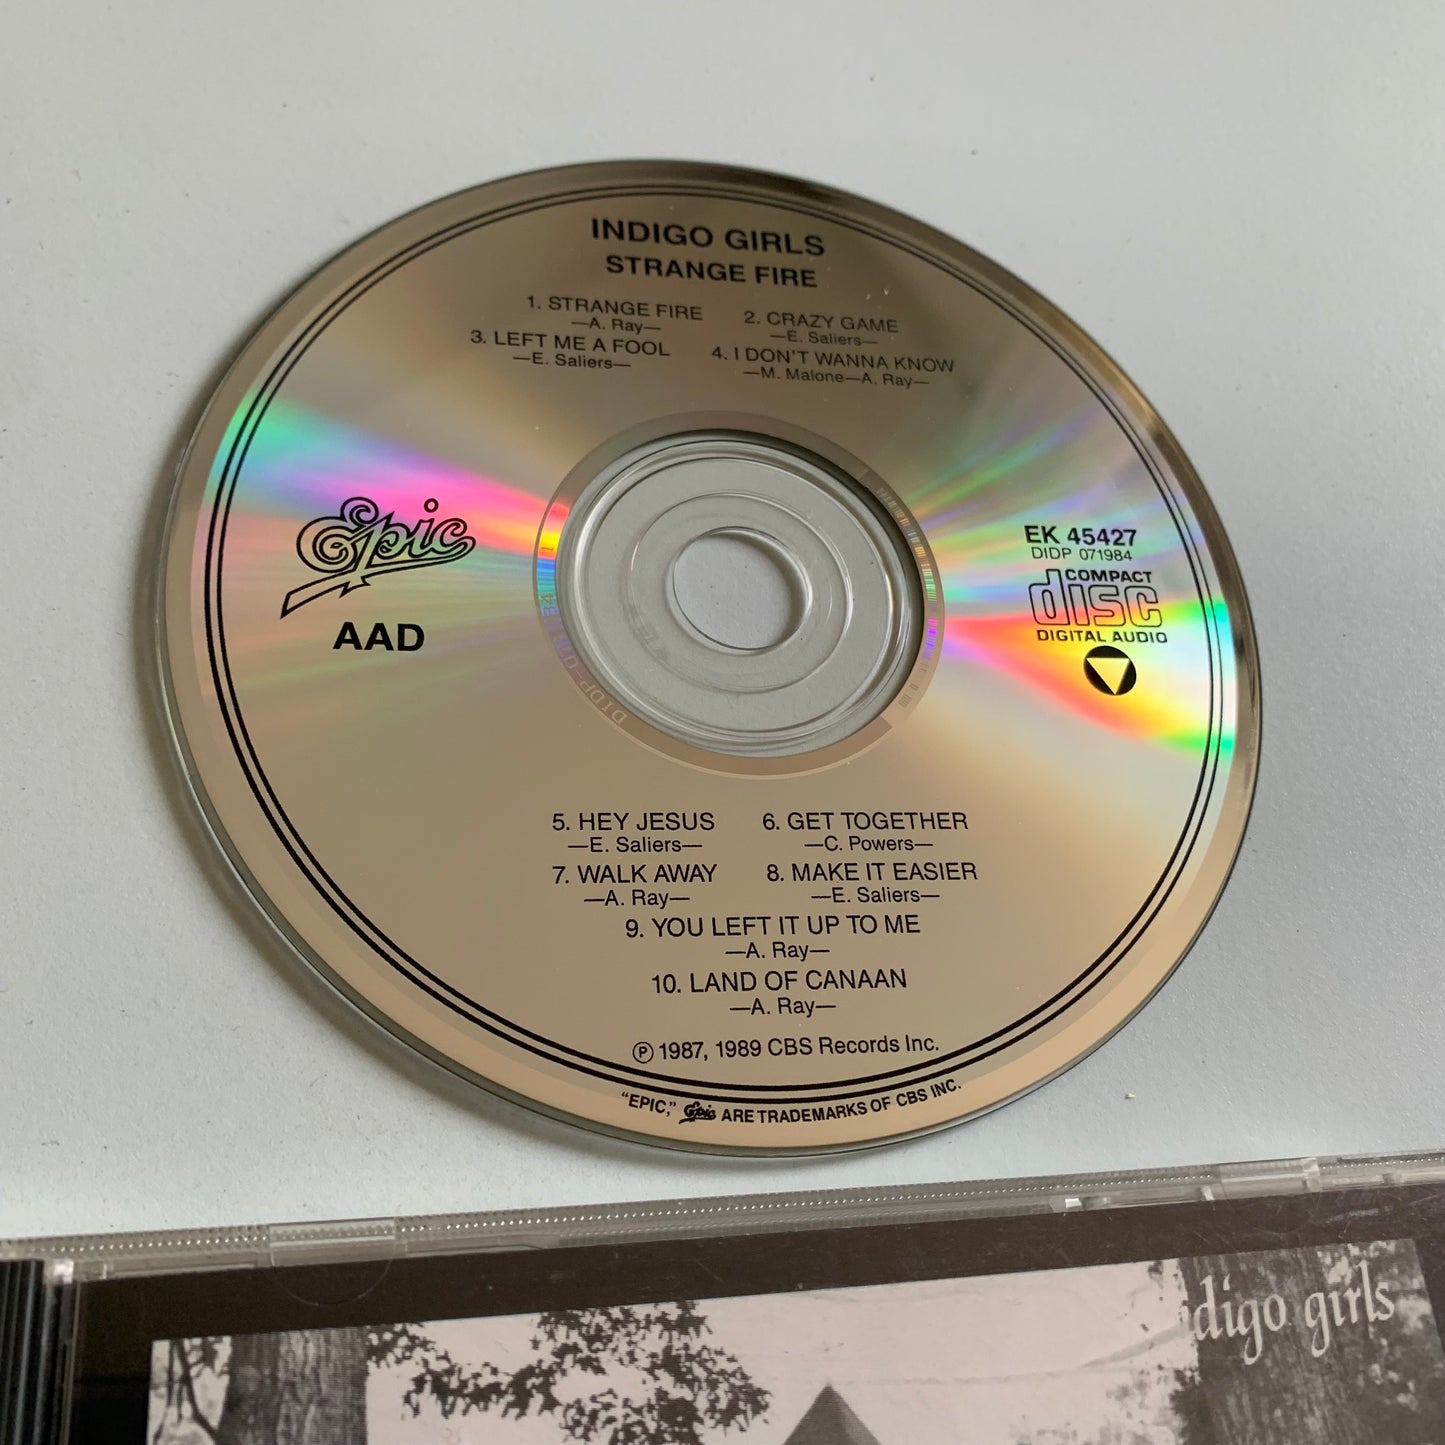 INDIGO GIRLS
STRANGE FIRE
1. STRANGE FIRE
—A. Ray—
2. CRAZY GAME
—E. Saliers—
3. LEFT ME A FOOL
—E. Saliers—
4. I DON'T WANNA KNOW
—M. Malone—A. Ray—
Epic
AAD
EK 45427
DIDP 071984
COMPACT
disc
DIGITAL AUDIO
5. HEY JESUS
—E. Saliers—
6. GET TOGETHER
—C. Powers—
7. WALK AWAY
—A. Ray—
8. MAKE IT EASIER
—E. Saliers—
9. YOU LEFT IT UP TO ME
—A. Ray—
10. LAND OF CANAAN
—A. Ray—
Ⓟ 1987, 1989 CBS Records Inc.
"EPIC," Epic ARE TRADEMARKS OF CBS INC.
indigo girls